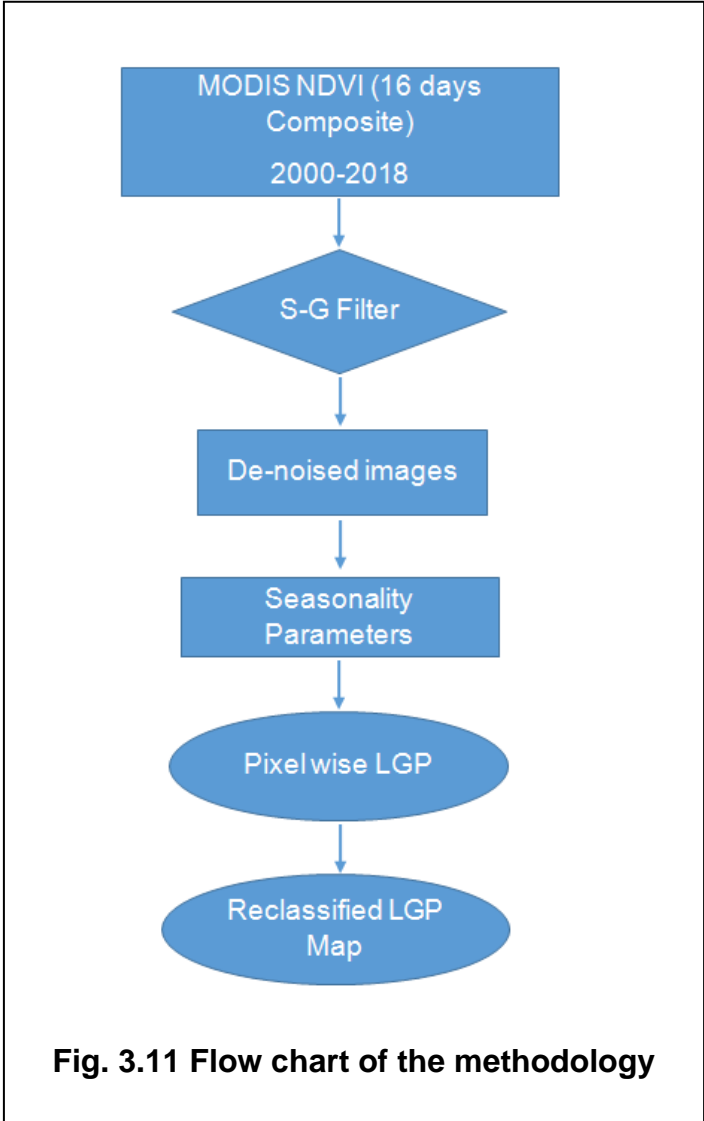 MODIS NDVI (16 days
Composite)
2000-2018
S-G Filter
De-noised images
Seasonality
Parameters
Pixel wise LGP
Reclassified LGP
Map
Fig. 3.11 Flow chart of the methodology